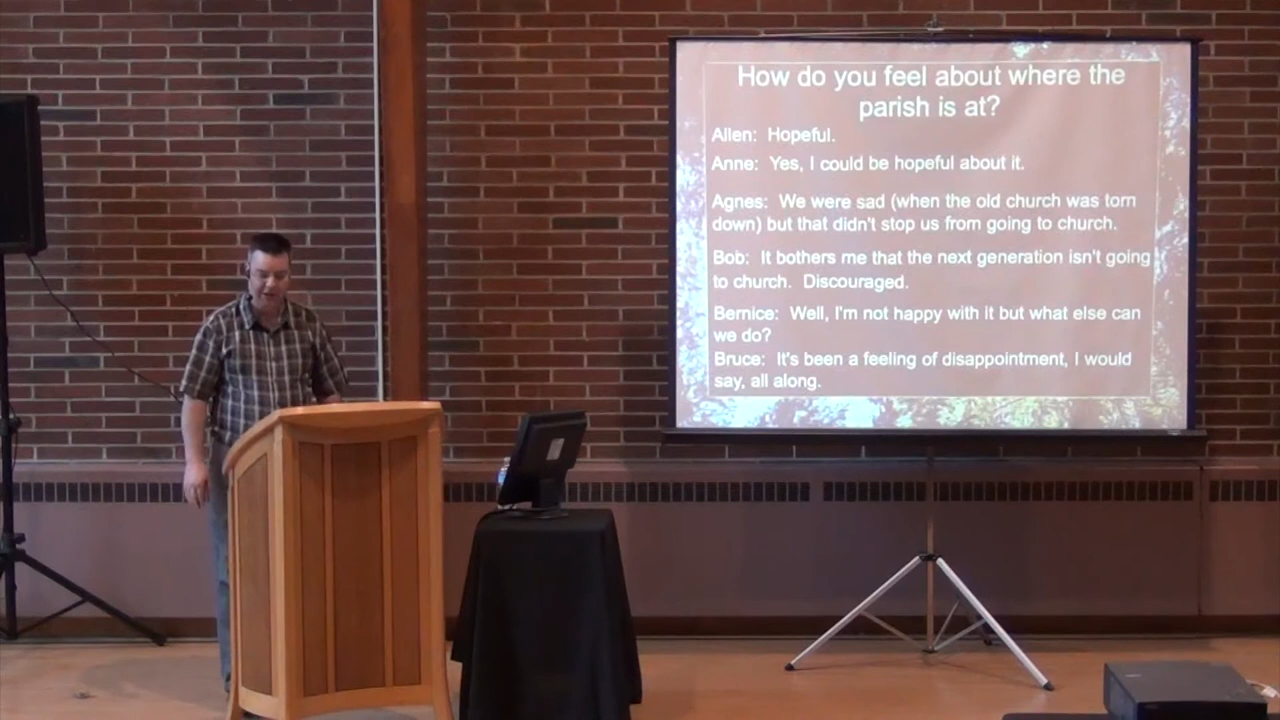 How do you feel about where the
parish is at?
Allen: Hopeful.
Anne: Yes, I could be hopeful about it.
Agnes: We were sad (when the old church was torn
down) but that didn't stop us from going to church.
Bob: It bothers me that the next generation isn't going
to church. Discouraged.
Bernice: Well, I'm not happy with it but what else can
we do?
Bruce: It's been a feeling of disappointment, I would
say, all along.